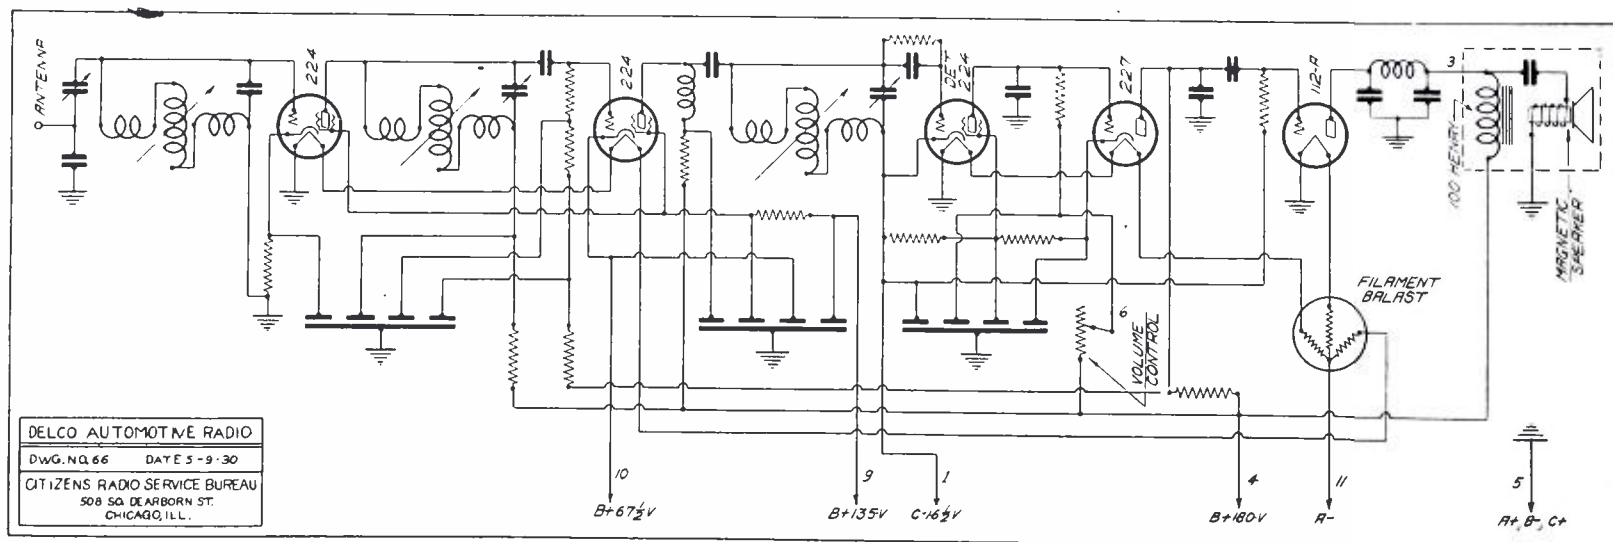 ANTENNA
224
224
DET
224
227
112-A
3
100 HENRY
MAGNETIC
SPEAKER
FILAMENT
BALAST
6
VOLUME
CONTROL
DELCO AUTOMOTIVE RADIO
DWG. NO. 66 DATE 5-9-30
CITIZENS RADIO SERVICE BUREAU
508 SO. DEARBORN ST.
CHICAGO, ILL.
10
9
1
4
11
5
B+67½V
B+135V
C-16½V
B+180V
A-
A+, B-, C+